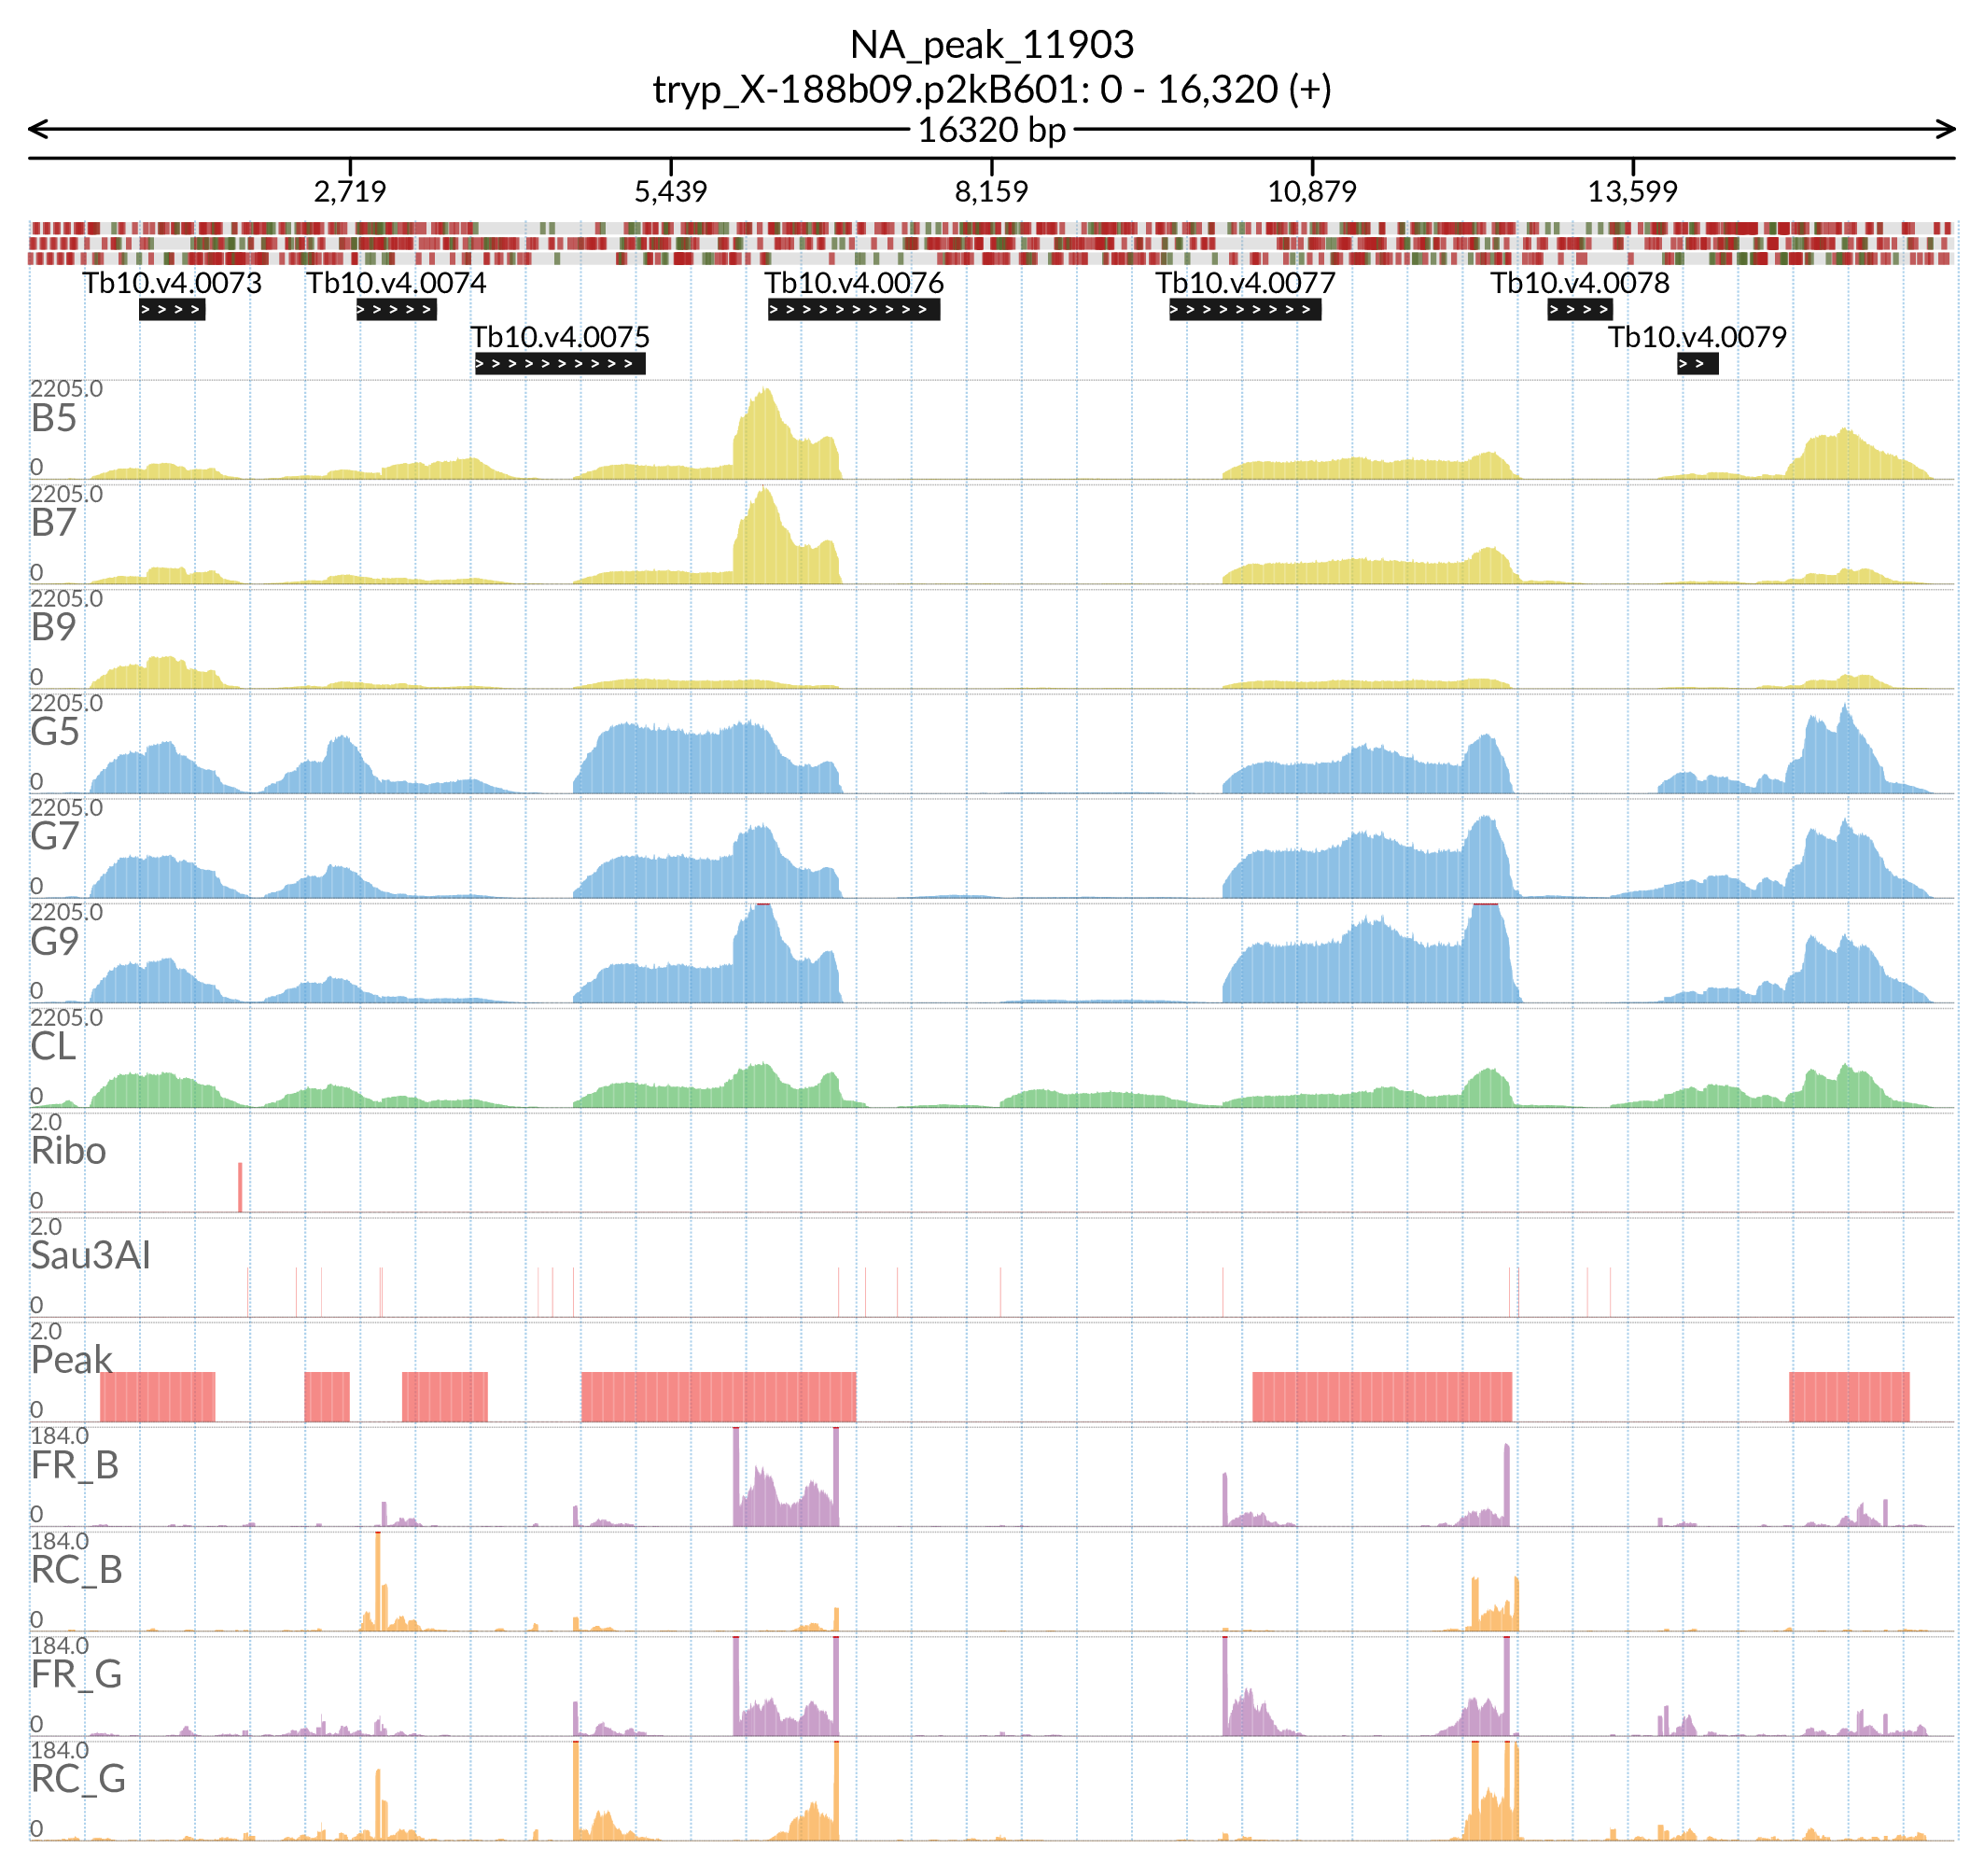 NA_peak_11903
tryp_X-188b09.p2kB601: 0 - 16,320 (+)
16320 bp
2,719 5,439 8,159 10,879 13,599
Tb10.v4.0073 Tb10.v4.0074 Tb10.v4.0076 Tb10.v4.0077 Tb10.v4.0078
Tb10.v4.0075 Tb10.v4.0079
2205.0
B5
0
2205.0
B7
0
2205.0
B9
0
2205.0
G5
0
2205.0
G7
0
2205.0
G9
0
2205.0
CL
0
2.0
Ribo
0
2.0
Sau3AI
0
2.0
Peak
0
184.0
FR_B
0
184.0
RC_B
0
184.0
FR_G
0
184.0
RC_G
0